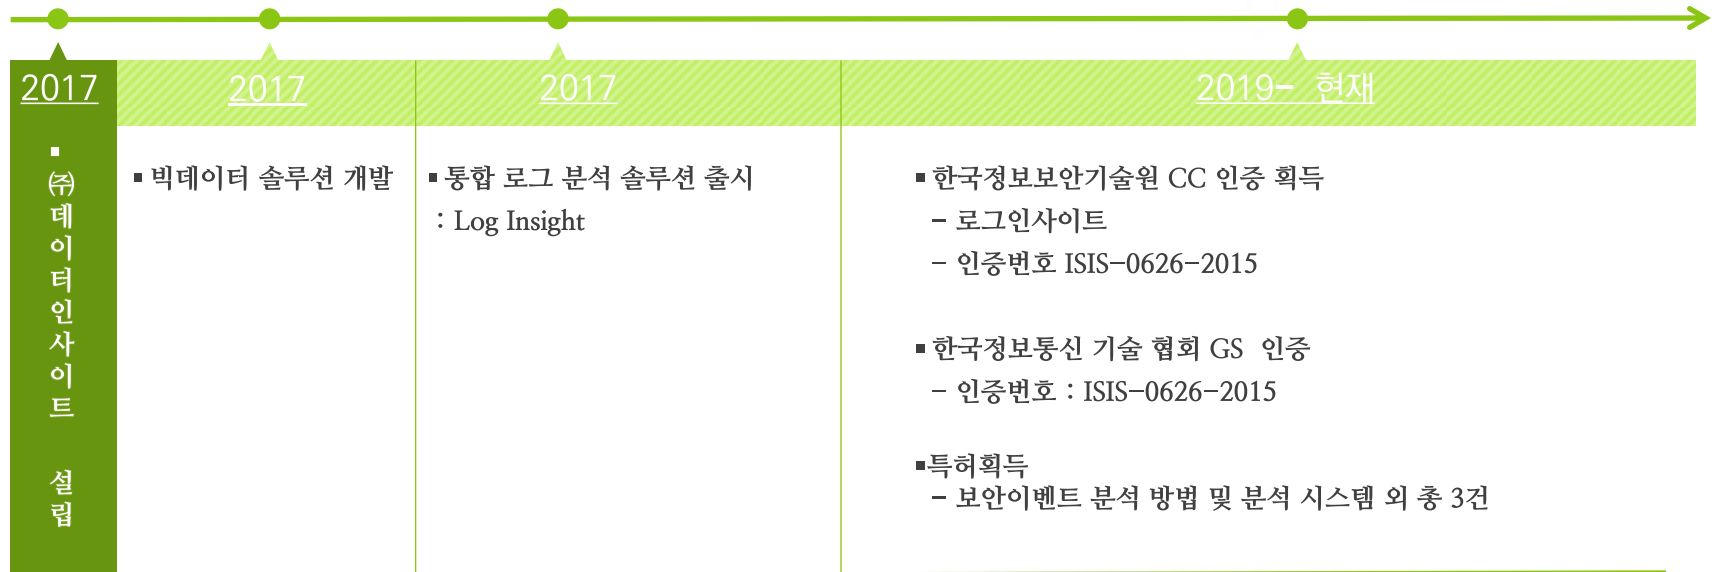 2017
▪
㈜데이터인사이트 설립
2017
▪빅데이터 솔루션 개발
2017
▪통합 로그 분석 솔루션 출시
: Log Insight
2019- 현재
▪한국정보보안기술원 CC 인증 획득
- 로그인사이트
- 인증번호 ISIS-0626-2015
▪한국정보통신 기술 협회 GS 인증
- 인증번호 : ISIS-0626-2015
▪특허획득
- 보안이벤트 분석 방법 및 분석 시스템 외 총 3건